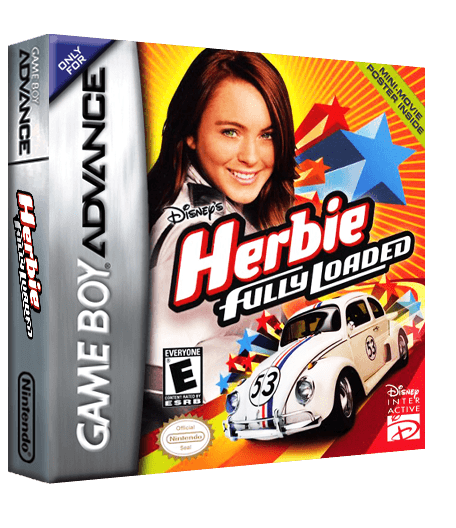 ONLY
FOR
GAME BOY ADVANCE
GAME BOY ADVANCE
MINI-MOVIE
POSTER INSIDE
DISNEY'S
Herbie
FULLY LOADED
Herbie
FULLY LOADED
53
53
EVERYONE
E
CONTENT RATED BY
ESRB
Official
Nintendo
Seal
Nintendo
Disney
INTER
ACTIVE
D